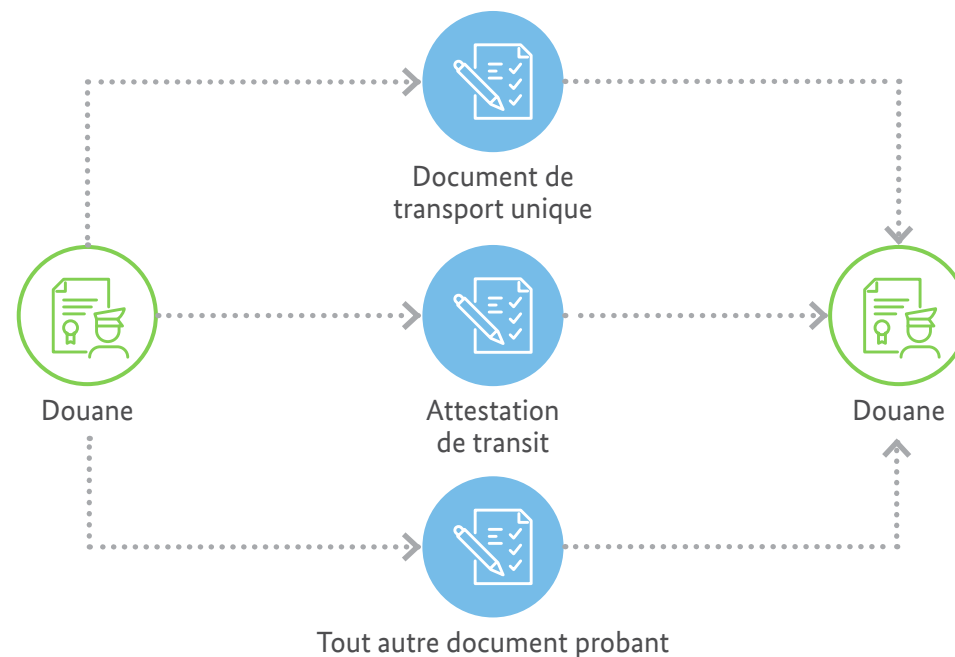 Document de
transport unique
Douane
Attestation
de transit
Douane
Tout autre document probant